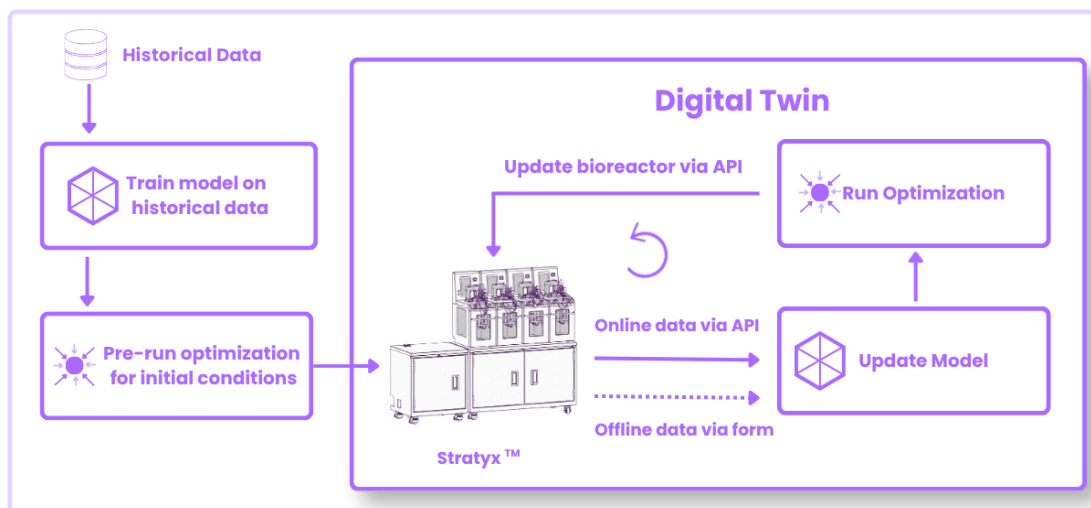 Historical Data
Train model on
historical data
Pre-run optimization
for initial conditions
Digital Twin
Update bioreactor via API
Run Optimization
Online data via API
Update Model
Offline data via form
Stratyx ™